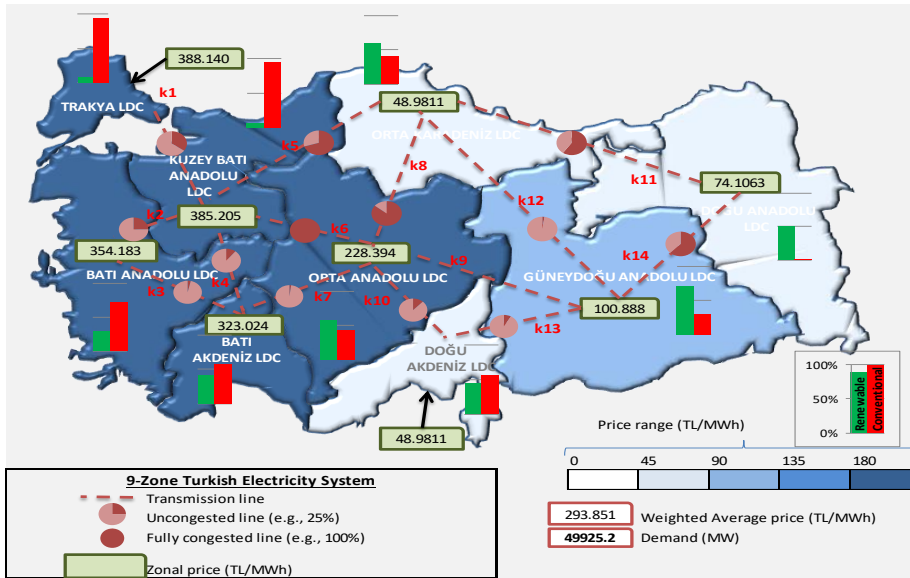 388.140
TRAKYA LDC
k1
48.9811
ORTA KARADENİZ LDC
k5
KUZEY BATI
ANADOLU
LDC
k8
k11
74.1063
DOĞU ANADOLU
LDC
k12
k2
385.205
k6
354.183
228.394
k9
k14
BATI ANADOLU LDC
k4
ORTA ANADOLU LDC
GÜNEYDOĞU ANADOLU LDC
k3
k7
k10
100.888
323.024
k13
BATI
AKDENİZ LDC
DOĞU
AKDENİZ LDC
48.9811
100%
50%
0%
Renewable
Conventional
Price range (TL/MWh)
0 45 90 135 180
9-Zone Turkish Electricity System
Transmission line
Uncongested line (e.g., 25%)
Fully congested line (e.g., 100%)
Zonal price (TL/MWh)
293.851 Weighted Average price (TL/MWh)
49925.2 Demand (MW)